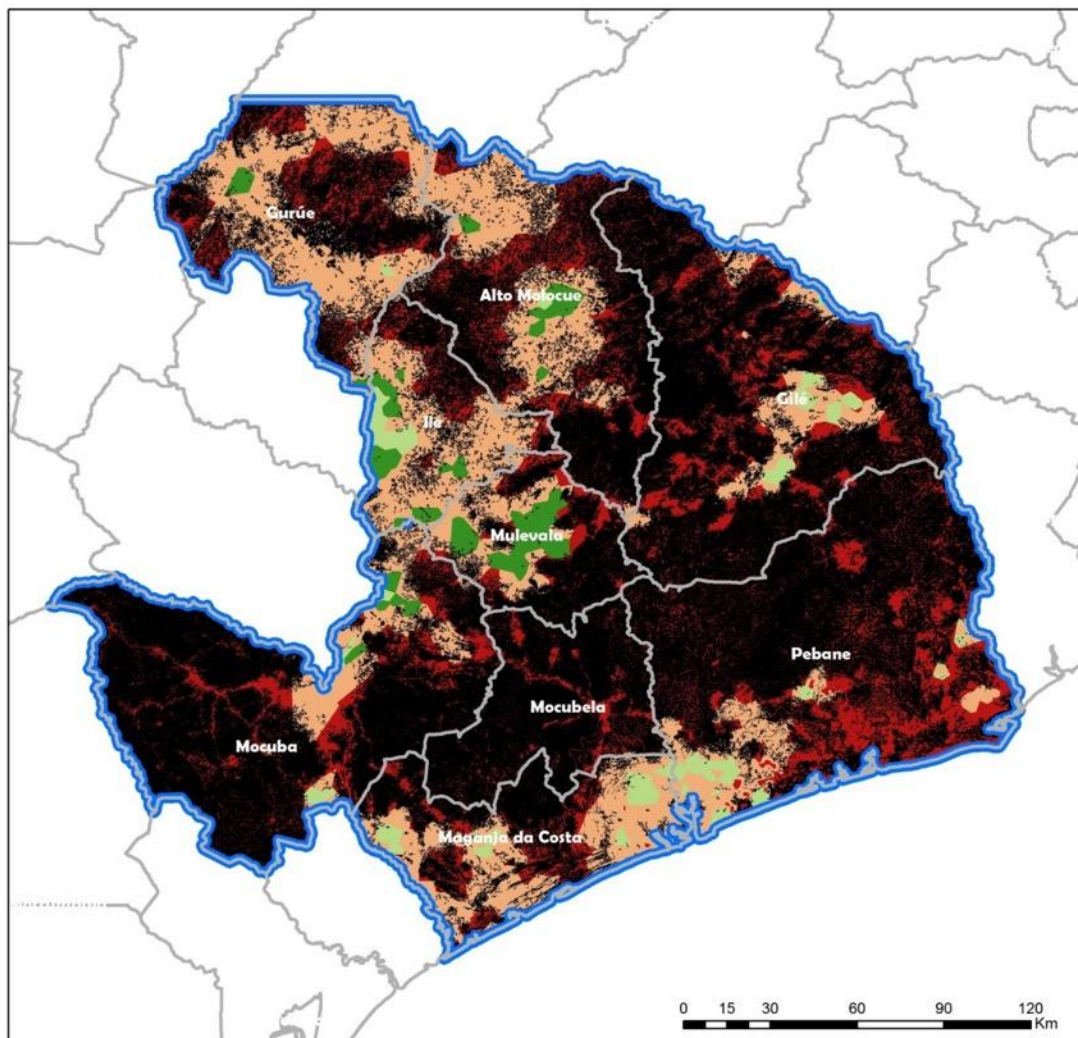 Gurúe
Alto Molocue
Gilé
Ile
Mulevala
Pebane
Mocubela
Mocuba
Maganja da Costa
0 15 30 60 90 120
Km